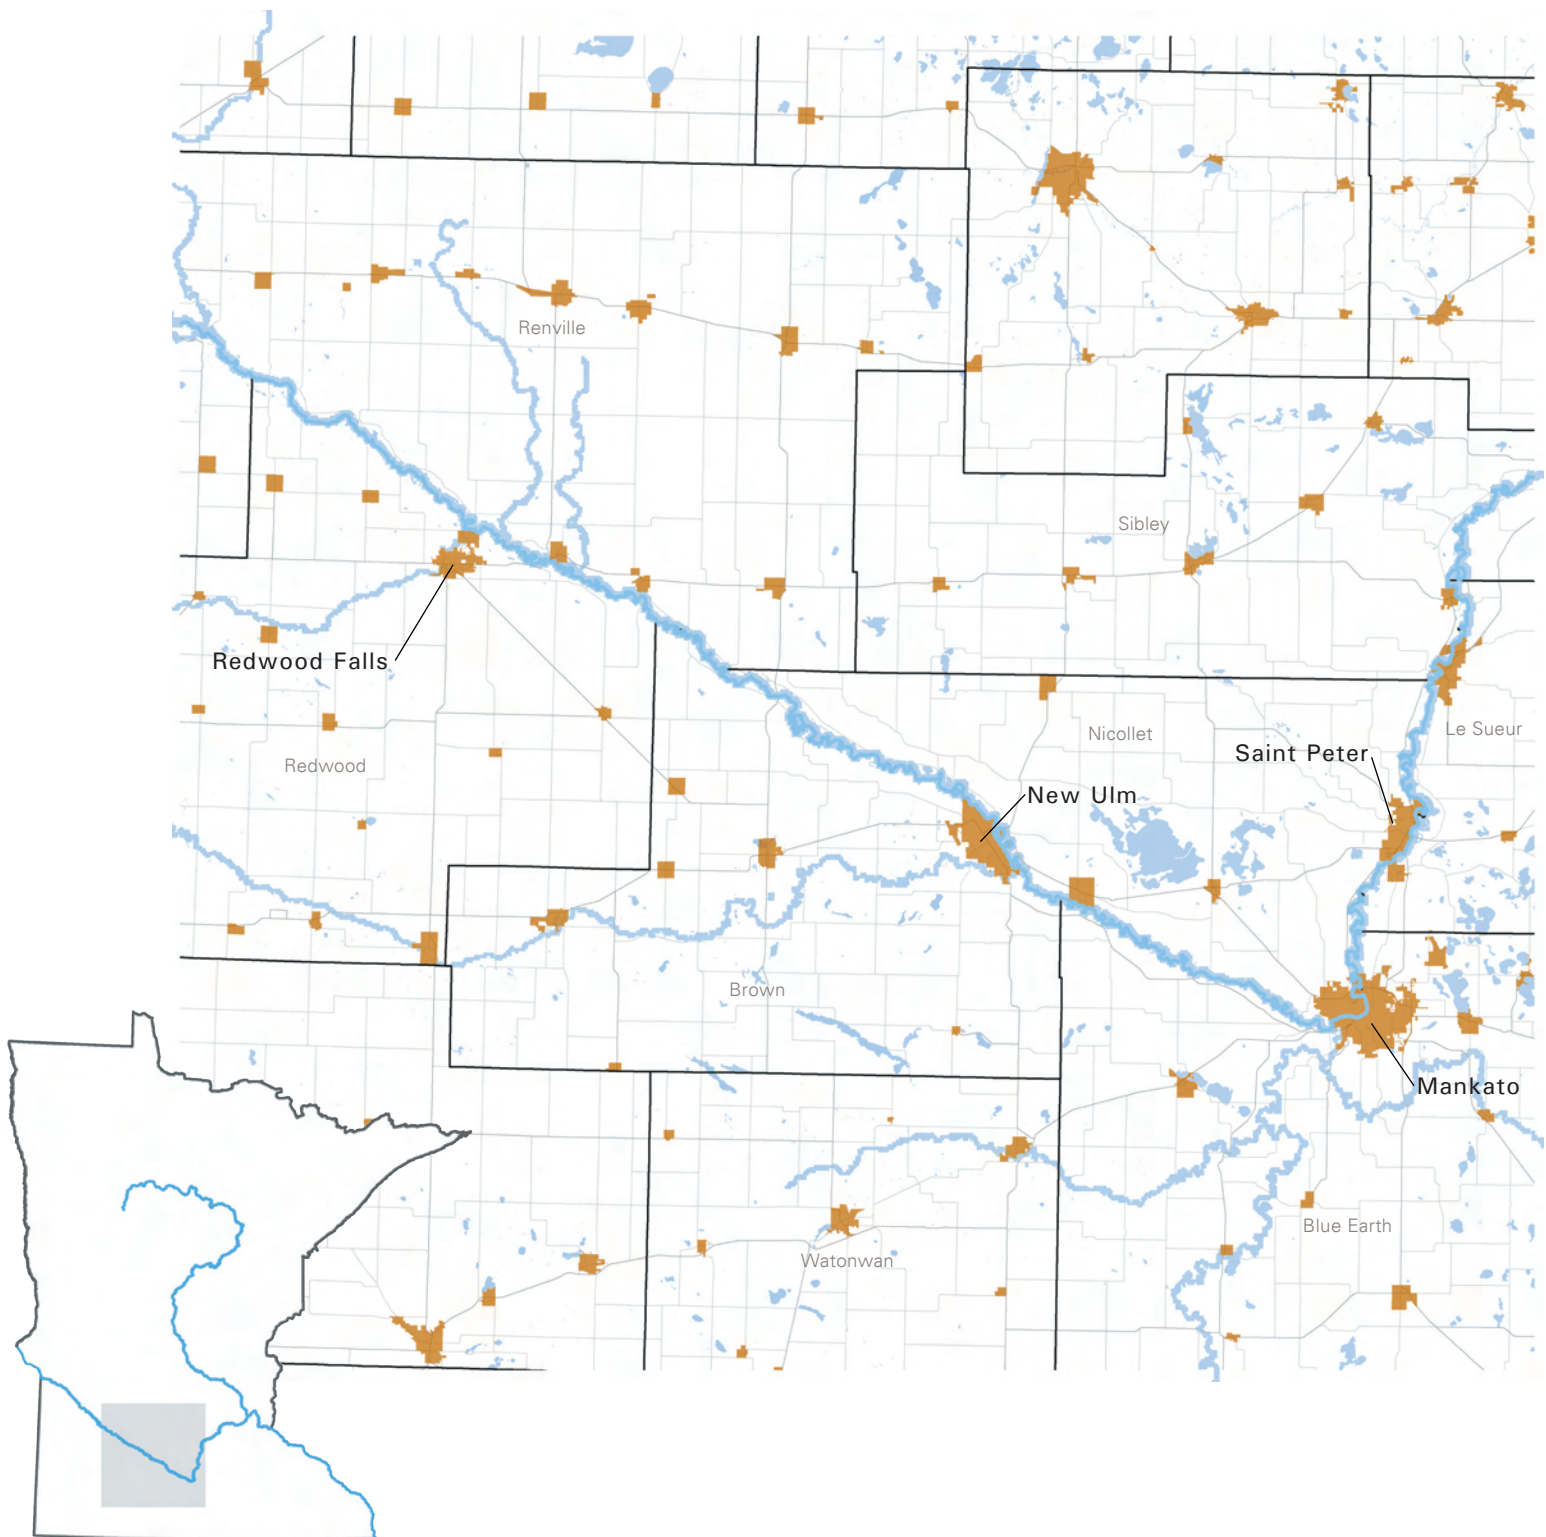 Renville
Sibley
Redwood Falls
Le Sueur
Nicollet
Saint Peter
Redwood
New Ulm
Brown
Mankato
Blue Earth
Watonwan